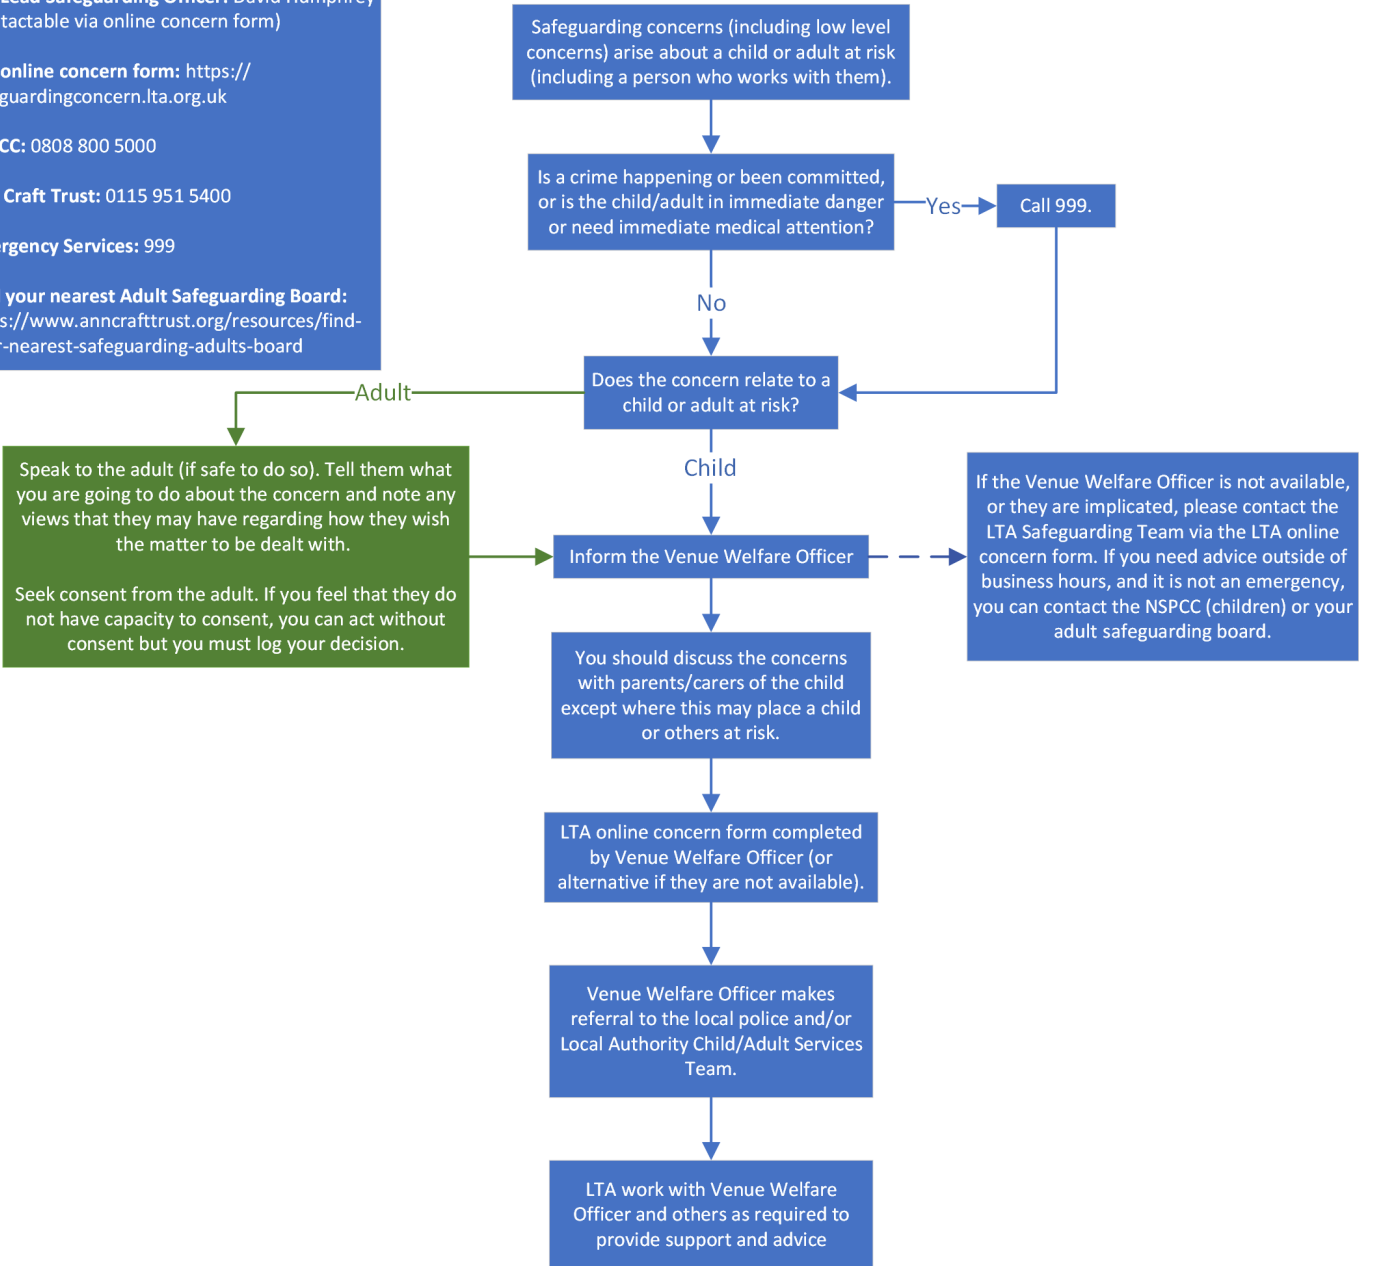 Lead Safeguarding Officer: David Humphrey
tactable via online concern form)
online concern form: https://
guardingconcern.lta.org.uk
CC: 0808 800 5000
Craft Trust: 0115 951 5400
ergency Services: 999
your nearest Adult Safeguarding Board:
s://www.anncrafttrust.org/resources/find-
r-nearest-safeguarding-adults-board
Safeguarding concerns (including low level
concerns) arise about a child or adult at risk
(including a person who works with them).
Is a crime happening or been committed,
or is the child/adult in immediate danger
or need immediate medical attention?
Yes
Call 999.
No
Does the concern relate to a
child or adult at risk?
Adult
Child
Speak to the adult (if safe to do so). Tell them what
you are going to do about the concern and note any
views that they may have regarding how they wish
the matter to be dealt with.
Seek consent from the adult. If you feel that they do
not have capacity to consent, you can act without
consent but you must log your decision.
Inform the Venue Welfare Officer
If the Venue Welfare Officer is not available,
or they are implicated, please contact the
LTA Safeguarding Team via the LTA online
concern form. If you need advice outside of
business hours, and it is not an emergency,
you can contact the NSPCC (children) or your
adult safeguarding board.
You should discuss the concerns
with parents/carers of the child
except where this may place a child
or others at risk.
LTA online concern form completed
by Venue Welfare Officer (or
alternative if they are not available).
Venue Welfare Officer makes
referral to the local police and/or
Local Authority Child/Adult Services
Team.
LTA work with Venue Welfare
Officer and others as required to
provide support and advice